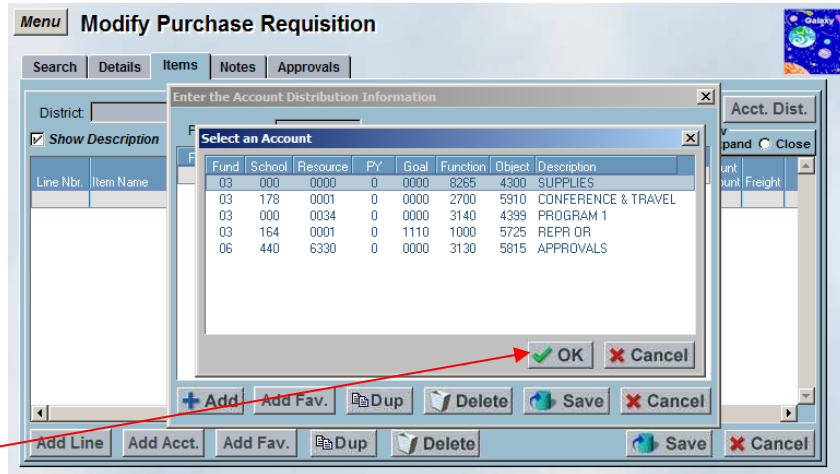 Menu Modify Purchase Requisition
Galaxy
Search Details Items Notes Approvals
Enter the Account Distribution Information
District: Acct. Dist.
Show Description
Select an Account
pand Close
Fund School Resource PY Goal Function Object Description
Line Nbr. Item Name Freight
03 000 0000 0 0000 8265 4300 SUPPLIES
03 178 0001 0 0000 2700 5910 CONFERENCE & TRAVEL
03 000 0034 0 0000 3140 4399 PROGRAM 1
03 164 0001 0 1110 1000 5725 REPR OR
06 440 6330 0 0000 3130 5815 APPROVALS
OK Cancel
Add Add Fav. Dup Delete Save Cancel
Add Line Add Acct. Add Fav. Dup Delete Save Cancel